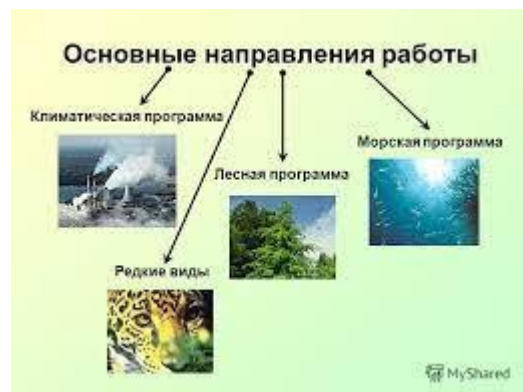 Основные направления работы
Климатическая программа
Морская программа
Лесная программа
Редкие виды
MyShared